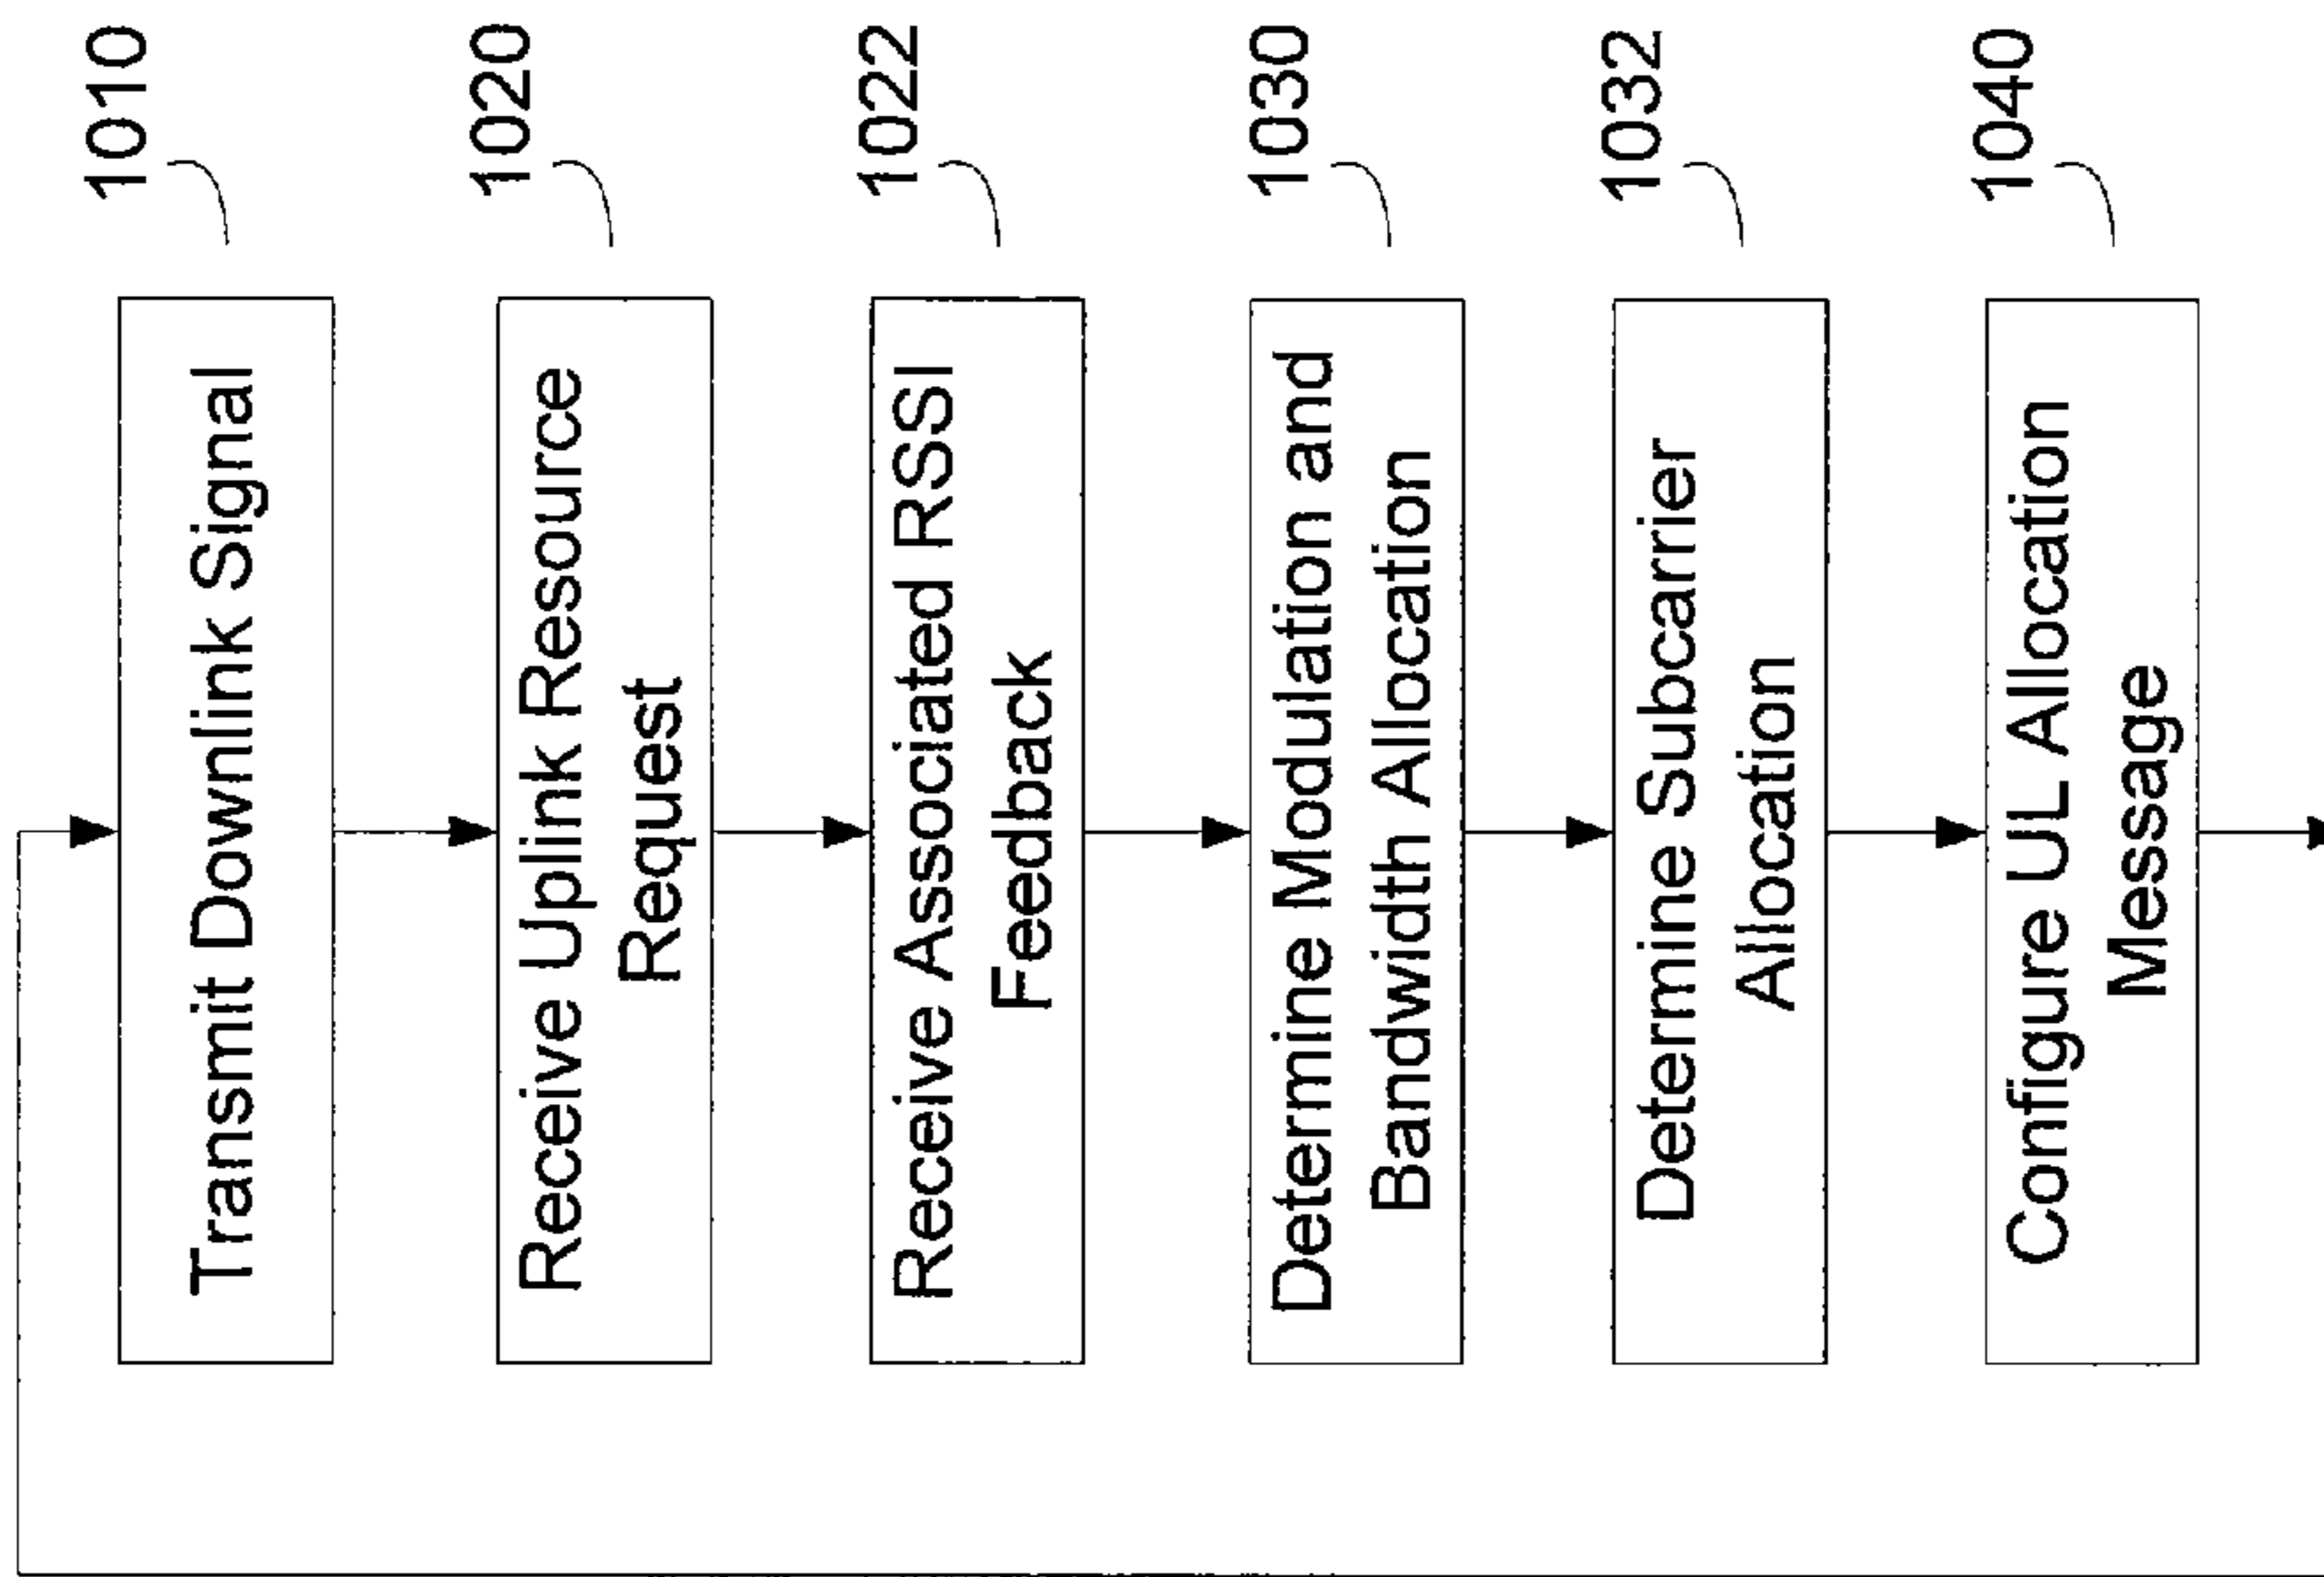 1010
Transmit Downlink Signal
1020
Receive Uplink Resource
Request
1022
Receive Associated RSSI
Feedback
1030
Determine Modulation and
Bandwidth Allocation
1032
Determine Subcarrier
Allocation
1040
Configure UL Allocation
Message